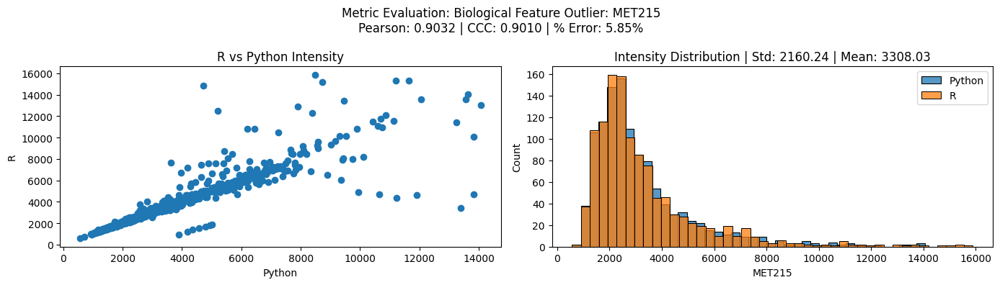 Metric Evaluation: Biological Feature Outlier: MET215
Pearson: 0.9032 | CCC: 0.9010 | % Error: 5.85%
R vs Python Intensity
16000
14000
12000
10000
8000
6000
4000
2000
0
R
0 2000 4000 6000 8000 10000 12000 14000
Python
Intensity Distribution | Std: 2160.24 | Mean: 3308.03
160
140
120
100
80
60
40
20
0
Count
Python
R
0 2000 4000 6000 8000 10000 12000 14000 16000
MET215